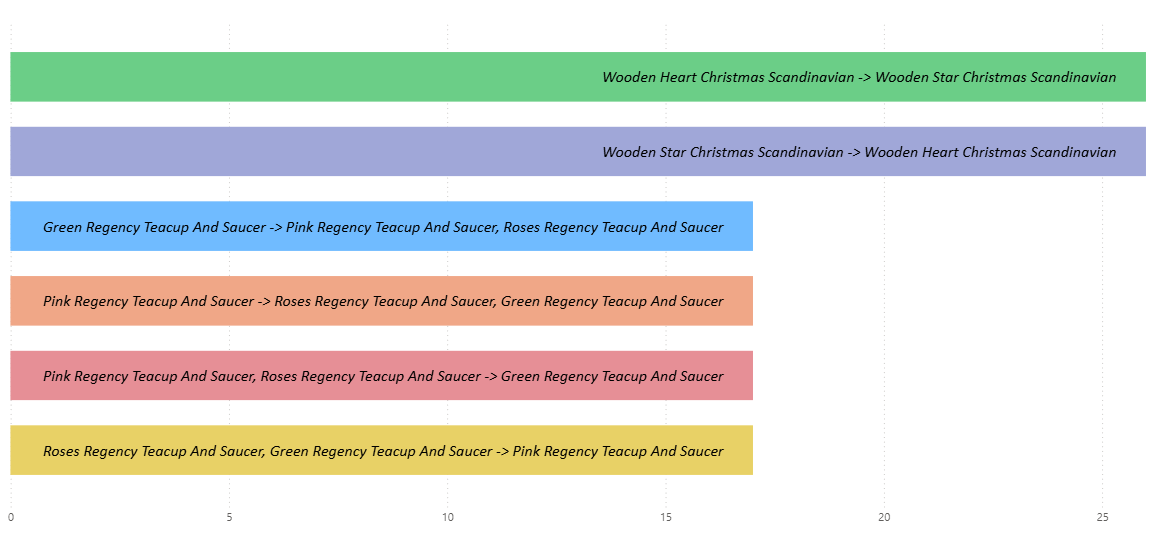 Wooden Heart Christmas Scandinavian -> Wooden Star Christmas Scandinavian
Wooden Star Christmas Scandinavian -> Wooden Heart Christmas Scandinavian
Green Regency Teacup And Saucer -> Pink Regency Teacup And Saucer, Roses Regency Teacup And Saucer
Pink Regency Teacup And Saucer -> Roses Regency Teacup And Saucer, Green Regency Teacup And Saucer
Pink Regency Teacup And Saucer, Roses Regency Teacup And Saucer -> Green Regency Teacup And Saucer
Roses Regency Teacup And Saucer, Green Regency Teacup And Saucer -> Pink Regency Teacup And Saucer
0 5 10 15 20 25